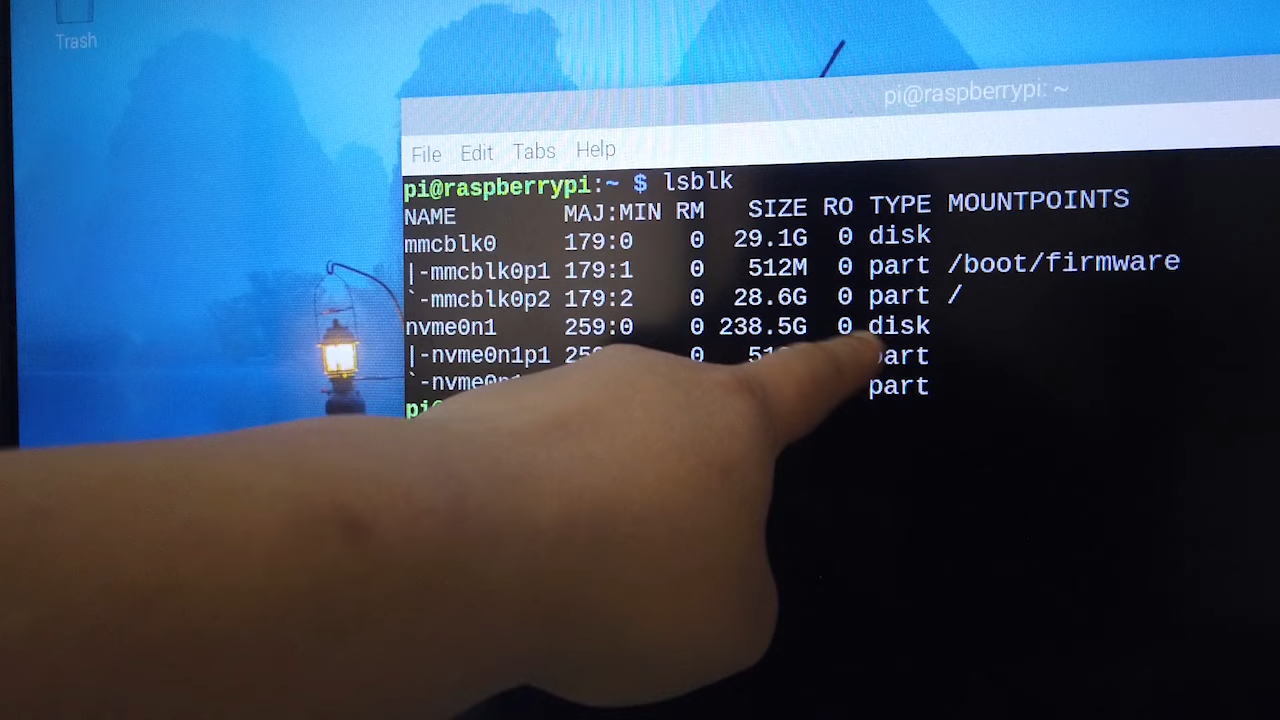 Trash
pi@raspberrypi: ~
File Edit Tabs Help
pi@raspberrypi:~ $ lsblk
NAME MAJ:MIN RM SIZE RO TYPE MOUNTPOINTS
mmcblk0 179:0 0 29.1G 0 disk
|-mmcblk0p1 179:1 0 512M 0 part /boot/firmware
`-mmcblk0p2 179:2 0 28.6G 0 part /
nvme0n1 259:0 0 238.5G 0 disk
|-nvme0n1p1 0 part
part